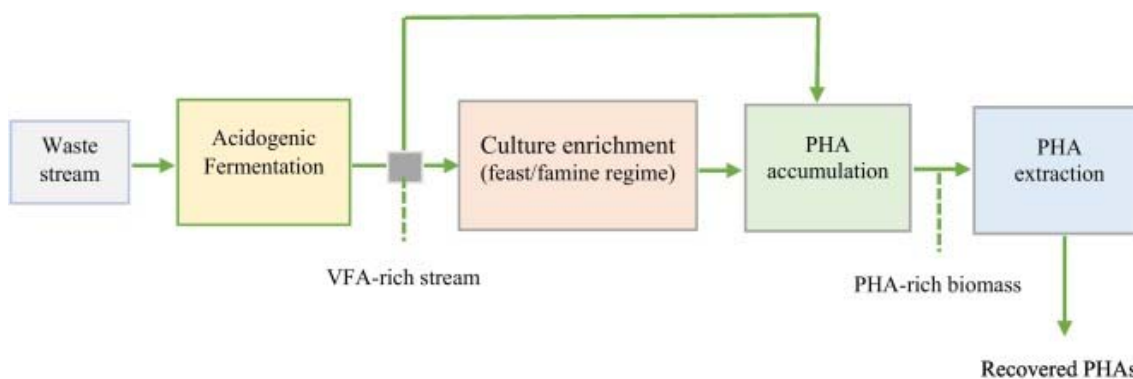 Waste
stream
Acidogenic
Fermentation
Culture enrichment
(feast/famine regime)
PHA
accumulation
PHA
extraction
VFA-rich stream
PHA-rich biomass
Recovered PHAs